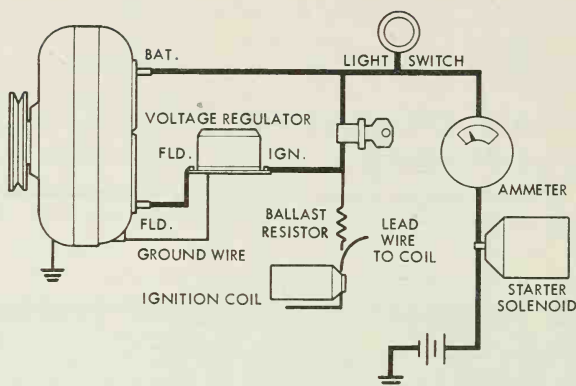 BAT.
LIGHT SWITCH
VOLTAGE REGULATOR
FLD. IGN.
AMMETER
FLD.
BALLAST
RESISTOR
LEAD
WIRE
TO COIL
GROUND WIRE
IGNITION COIL
STARTER
SOLENOID